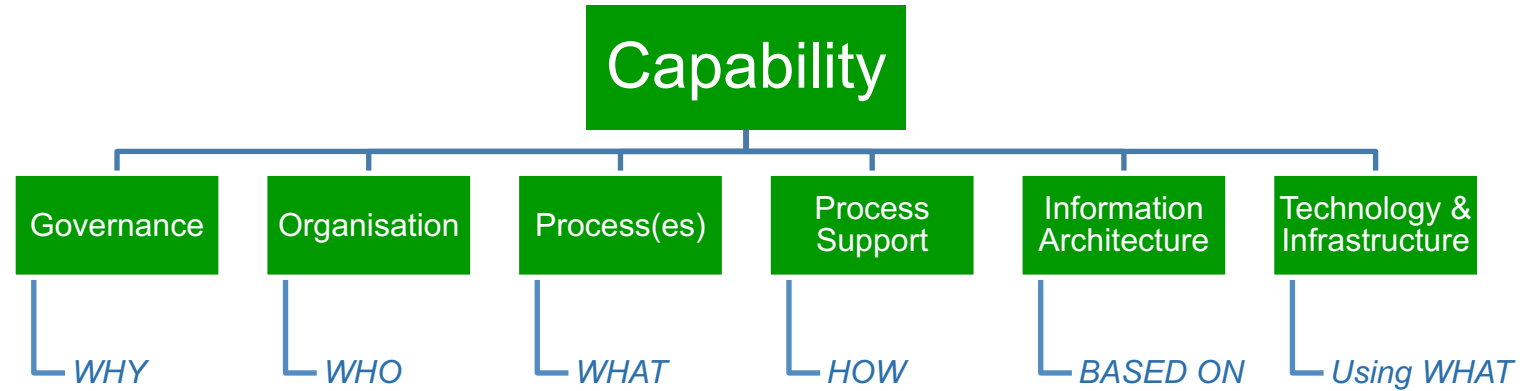 Capability
Governance
Organisation
Process(es)
Process
Support
Information
Architecture
Technology &
Infrastructure
WHY
WHO
WHAT
HOW
BASED ON
Using WHAT